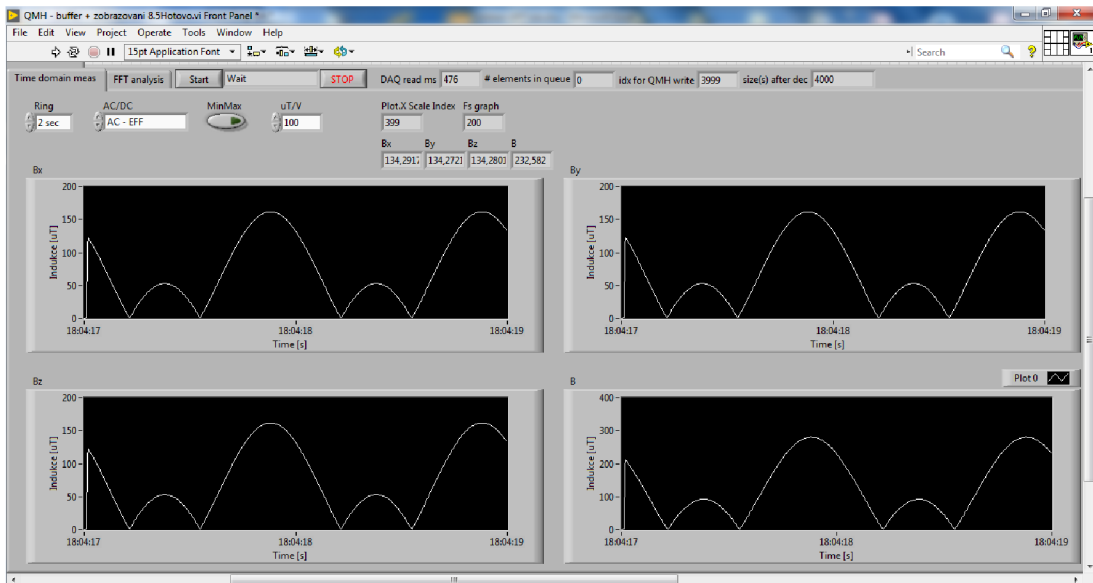 QMH - buffer + zobrazovani 8.5Hotovo.vi Front Panel *
File Edit View Project Operate Tools Window Help
15pt Application Font Search
Time domain meas FFT analysis Start Wait STOP DAQ read ms 476 # elements in queue 0 idx for QMH write 3999 size(s) after dec 4000
Ring AC/DC MinMax uT/V Plot.X Scale Index Fs graph
2 sec AC - EFF 100 399 200
Bx By Bz B
134,2917 134,2721 134,2801 232,582
Bx
200
150
100
50
0
Indukce [uT]
18:04:17 18:04:18 18:04:19
Time [s]
By
200
150
100
50
0
Indukce [uT]
18:04:17 18:04:18 18:04:19
Time [s]
Bz
200
150
100
50
0
Indukce [uT]
18:04:17 18:04:18 18:04:19
Time [s]
B
Plot 0
400
300
200
100
0
Indukce [uT]
18:04:17 18:04:18 18:04:19
Time [s]